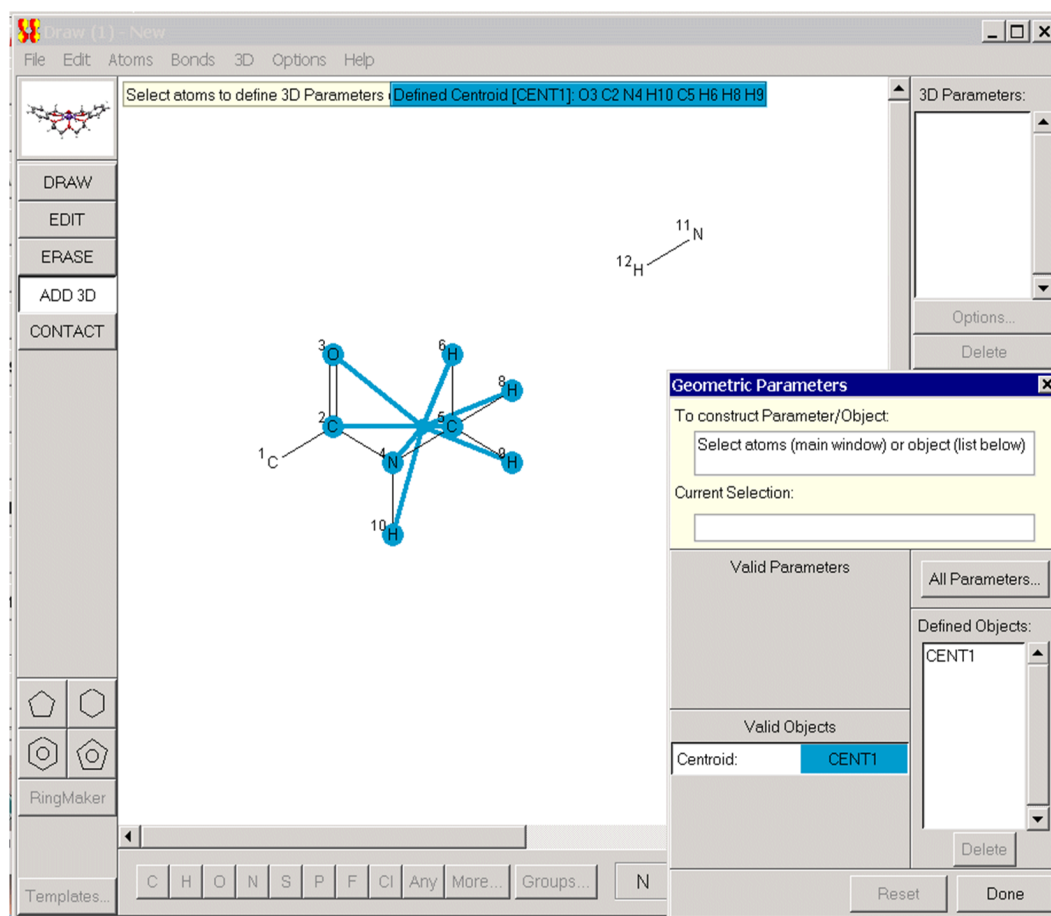 Draw (1) - New
File Edit Atoms Bonds 3D Options Help
Select atoms to define 3D Parameters
Defined Centroid [CENT1]: O3 C2 N4 H10 C5 H6 H8 H9
3D Parameters:
DRAW
EDIT
ERASE
ADD 3D
CONTACT
11 N
12 H
3 O
6 H
8 H
2 C
5 C
1 C
4 N
9 H
10 H
Options...
Delete
Geometric Parameters
To construct Parameter/Object:
Select atoms (main window) or object (list below)
Current Selection:
Valid Parameters
All Parameters...
Defined Objects:
CENT1
Valid Objects
Centroid: CENT1
Delete
Reset
Done
RingMaker
Templates...
C H O N S P F Cl Any More... Groups... N